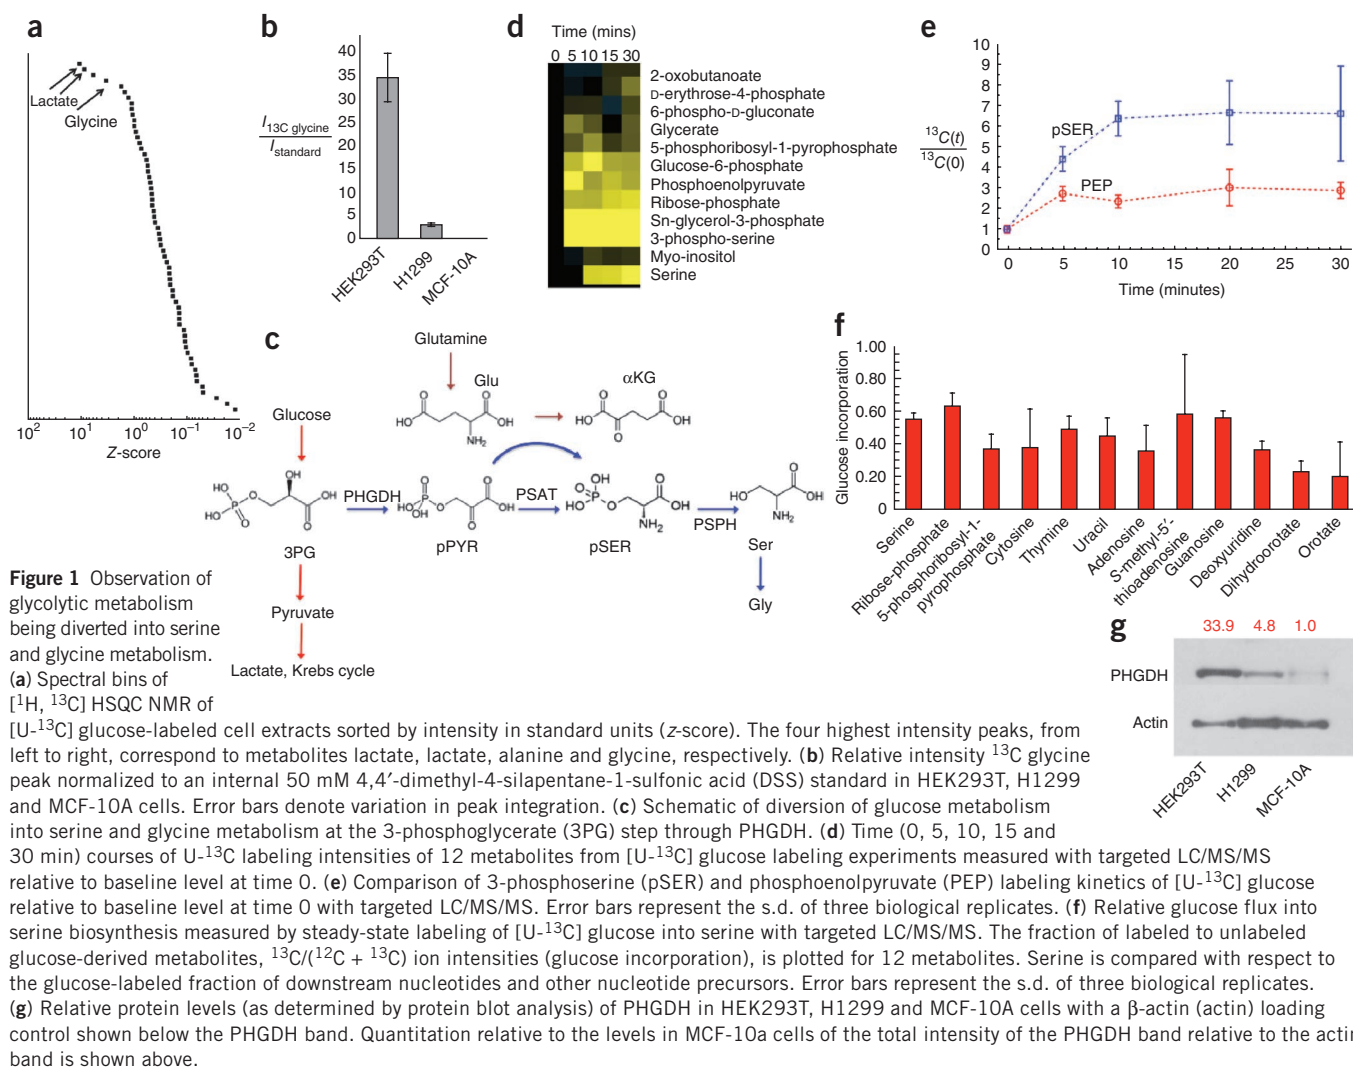 a
Lactate
Glycine
10² 10¹ 10⁰ 10⁻¹ 10⁻²
Z-score
b
I13C glycine
Istandard
40
35
30
25
20
15
10
5
0
HEK293T
H1299
MCF-10A
d
Time (mins)
0 5 10 15 30
2-oxobutanoate
D-erythrose-4-phosphate
6-phospho-D-gluconate
Glycerate
5-phosphoribosyl-1-pyrophosphate
Glucose-6-phosphate
Phosphoenolpyruvate
Ribose-phosphate
Sn-glycerol-3-phosphate
3-phospho-serine
Myo-inositol
Serine
e
¹³C(t)
¹³C(0)
10
9
8
7
6
5
4
3
2
1
0
pSER
PEP
0 5 10 15 20 25 30
Time (minutes)
c
Glutamine
Glu
αKG
O O
HO OH
NH₂
O O
HO OH
O
Glucose
OH
O
HO P O OH
HO O
3PG
PHGDH
O O
P O OH
HO OH O
pPYR
PSAT
O O
HO P O OH
HO NH₂
pSER
PSPH
O
HO OH
NH₂
Ser
Gly
Pyruvate
Lactate, Krebs cycle
f
Glucose incorporation
1.00
0.80
0.60
0.40
0.20
0
Serine
Ribose-phosphate
5-phosphoribosyl-1-
pyrophosphate
Cytosine
Thymine
Uracil
Adenosine
S-methyl-5′-
thioadenosine
Guanosine
Deoxyuridine
Dihydroorotate
Orotate
g
33.9 4.8 1.0
PHGDH
Actin
HEK293T
H1299
MCF-10A
Figure 1 Observation of
glycolytic metabolism
being diverted into serine
and glycine metabolism.
(a) Spectral bins of
[¹H, ¹³C] HSQC NMR of
[U-¹³C] glucose-labeled cell extracts sorted by intensity in standard units (z-score). The four highest intensity peaks, from
left to right, correspond to metabolites lactate, lactate, alanine and glycine, respectively. (b) Relative intensity ¹³C glycine
peak normalized to an internal 50 mM 4,4′-dimethyl-4-silapentane-1-sulfonic acid (DSS) standard in HEK293T, H1299
and MCF-10A cells. Error bars denote variation in peak integration. (c) Schematic of diversion of glucose metabolism
into serine and glycine metabolism at the 3-phosphoglycerate (3PG) step through PHGDH. (d) Time (0, 5, 10, 15 and
30 min) courses of U-¹³C labeling intensities of 12 metabolites from [U-¹³C] glucose labeling experiments measured with targeted LC/MS/MS
relative to baseline level at time 0. (e) Comparison of 3-phosphoserine (pSER) and phosphoenolpyruvate (PEP) labeling kinetics of [U-¹³C] glucose
relative to baseline level at time 0 with targeted LC/MS/MS. Error bars represent the s.d. of three biological replicates. (f) Relative glucose flux into
serine biosynthesis measured by steady-state labeling of [U-¹³C] glucose into serine with targeted LC/MS/MS. The fraction of labeled to unlabeled
glucose-derived metabolites, ¹³C/(¹²C + ¹³C) ion intensities (glucose incorporation), is plotted for 12 metabolites. Serine is compared with respect to
the glucose-labeled fraction of downstream nucleotides and other nucleotide precursors. Error bars represent the s.d. of three biological replicates.
(g) Relative protein levels (as determined by protein blot analysis) of PHGDH in HEK293T, H1299 and MCF-10A cells with a β-actin (actin) loading
control shown below the PHGDH band. Quantitation relative to the levels in MCF-10a cells of the total intensity of the PHGDH band relative to the actin
band is shown above.